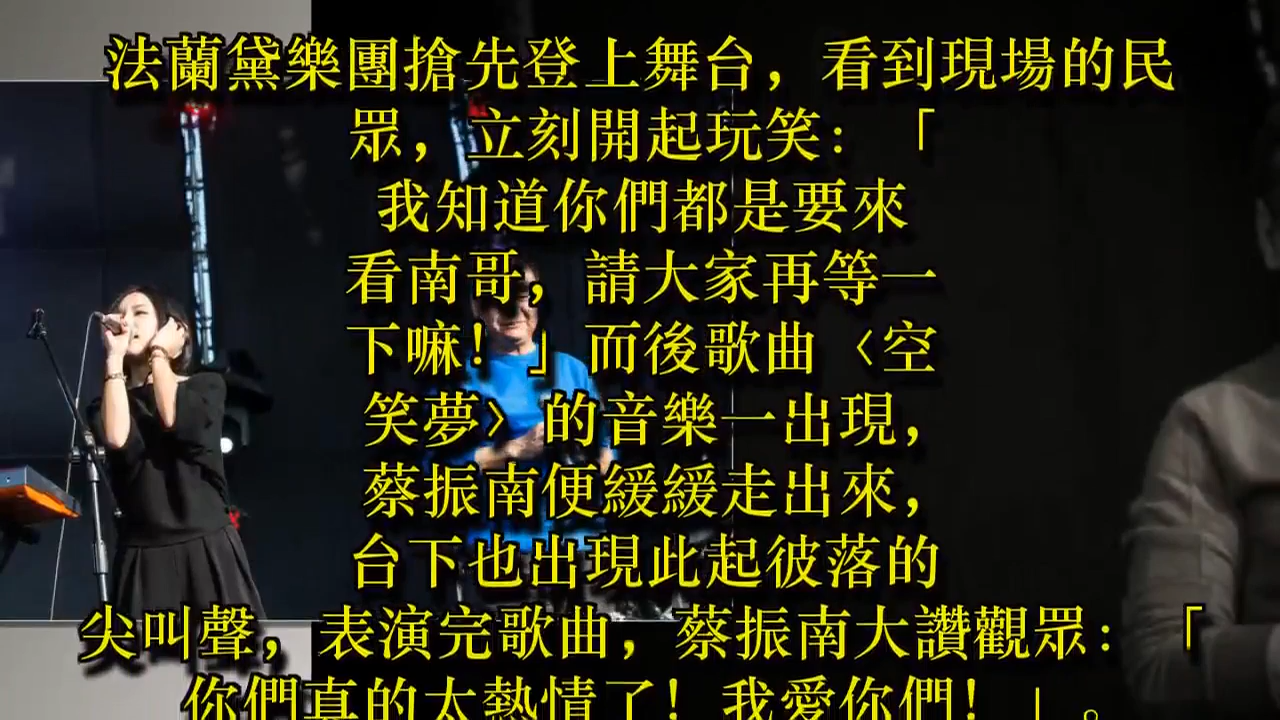 法蘭黛樂團搶先登上舞台，看到現場的民
眾，立刻開起玩笑：「
我知道你們都是要來
看南哥，請大家再等一
下嘛！」而後歌曲〈空
笑夢〉的音樂一出現，
蔡振南便緩緩走出來，
台下也出現此起彼落的
尖叫聲，表演完歌曲，蔡振南大讚觀眾：「
你們真的太熱情了！我愛你們！」。